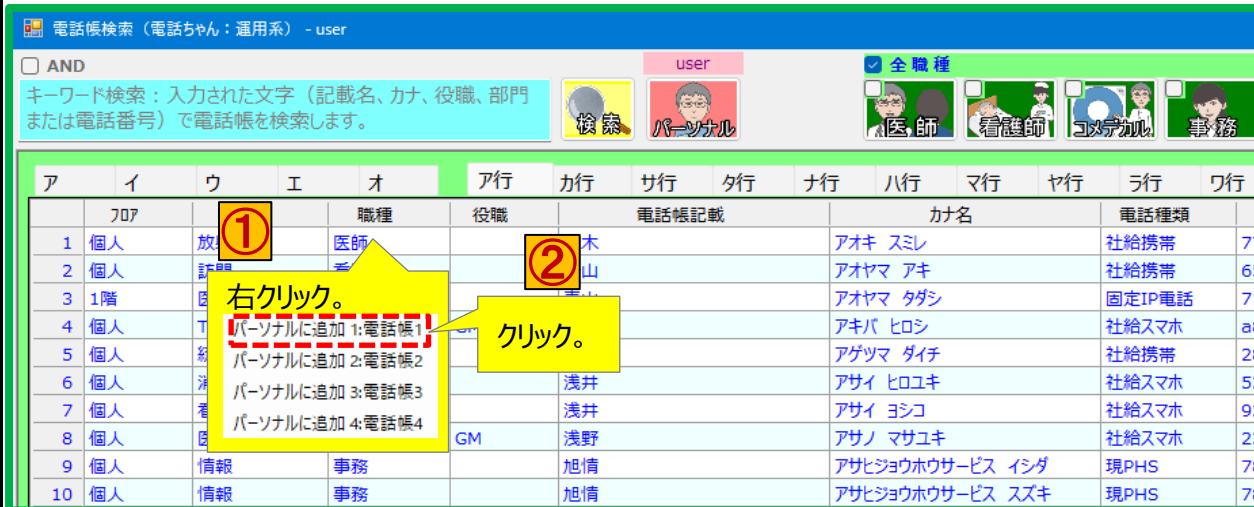 電話帳検索（電話ちゃん：運用系） - user
AND
user
全職種
キーワード検索：入力された文字（記載名、カナ、役職、部門
または電話番号）で電話帳を検索します。
検索
パーソナル
医師
看護師
コメデカル
事務
ア イ ウ エ オ ア行 カ行 サ行 タ行 ナ行 ハ行 マ行 ヤ行 ラ行 ワ行
フロア 職種 役職 電話帳記載 カナ名 電話種類
1 個人 医師 木 アオキ スミレ 社給携帯
2 個人 訪問 山 アオヤマ アキ 社給携帯
3 1階 アオヤマ タダシ 固定IP電話
4 個人 アキバ ヒロシ 社給スマホ
5 個人 アゲツマ ダイチ 社給携帯
6 個人 浅井 アサイ ヒロユキ 社給スマホ
7 個人 浅井 アサイ ヨシコ 社給スマホ
8 個人 GM 浅野 アサノ マサユキ 社給スマホ
9 個人 情報 事務 旭情 アサヒジョウホウサービス イシダ 現PHS
10 個人 情報 事務 旭情 アサヒジョウホウサービス スズキ 現PHS
①
右クリック。
パーソナルに追加 1:電話帳1
パーソナルに追加 2:電話帳2
パーソナルに追加 3:電話帳3
パーソナルに追加 4:電話帳4
②
クリック。